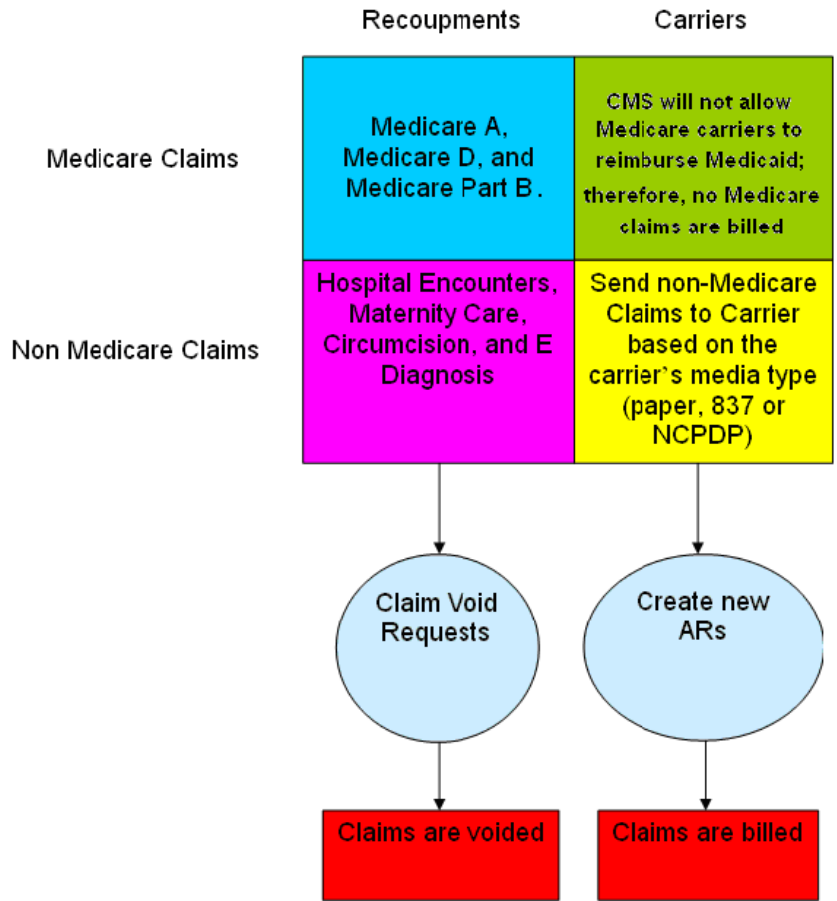 Recoupments
Carriers
Medicare Claims
Medicare A,
Medicare D, and
Medicare Part B .
CMS will not allow
Medicare carriers to
reimburse Medicaid;
therefore, no Medicare
claims are billed
Non Medicare Claims
Hospital Encounters,
Maternity Care,
Circumcision, and E
Diagnosis
Send non-Medicare
Claims to Carrier
based on the
carrier’s media type
(paper, 837 or
NCPDP)
Claim Void
Requests
Create new
ARs
Claims are voided
Claims are billed